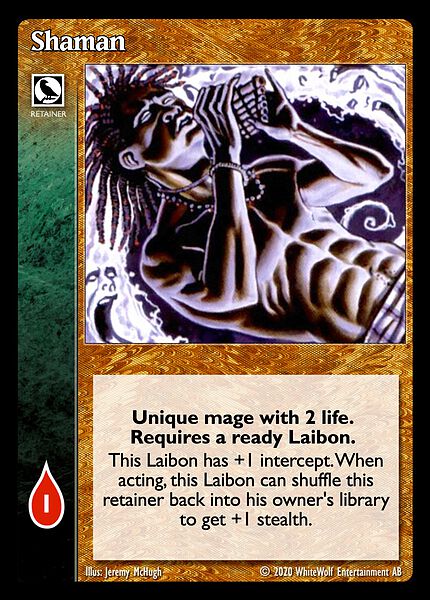 Shaman
RETAINER
Unique mage with 2 life.
Requires a ready Laibon.
This Laibon has +1 intercept. When
acting, this Laibon can shuffle this
retainer back into his owner's library
to get +1 stealth.
1
Illus: Jeremy McHugh © 2020 WhiteWolf Entertainment AB